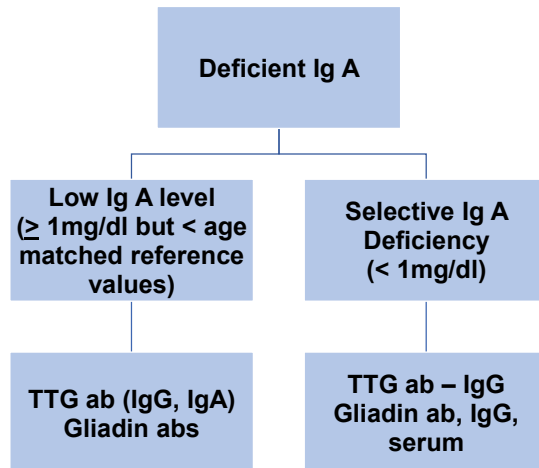 Deficient Ig A
Low Ig A level
(≥ 1mg/dl but < age
matched reference
values)
Selective Ig A
Deficiency
(< 1mg/dl)
TTG ab (IgG, IgA)
Gliadin abs
TTG ab – IgG
Gliadin ab, IgG,
serum